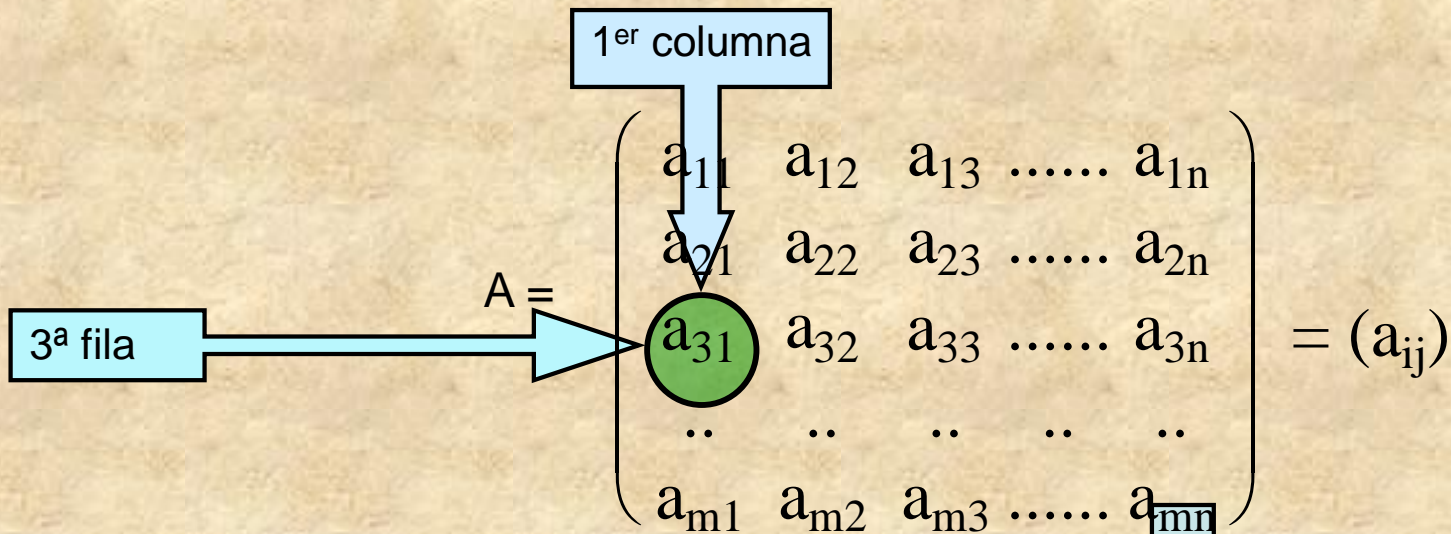 1er columna
a11 a12 a13 ...... a1n
a21 a22 a23 ...... a2n
A =
3ª fila
a31 a32 a33 ...... a3n = (aij)
.. .. .. .. ..
am1 am2 am3 ...... amn